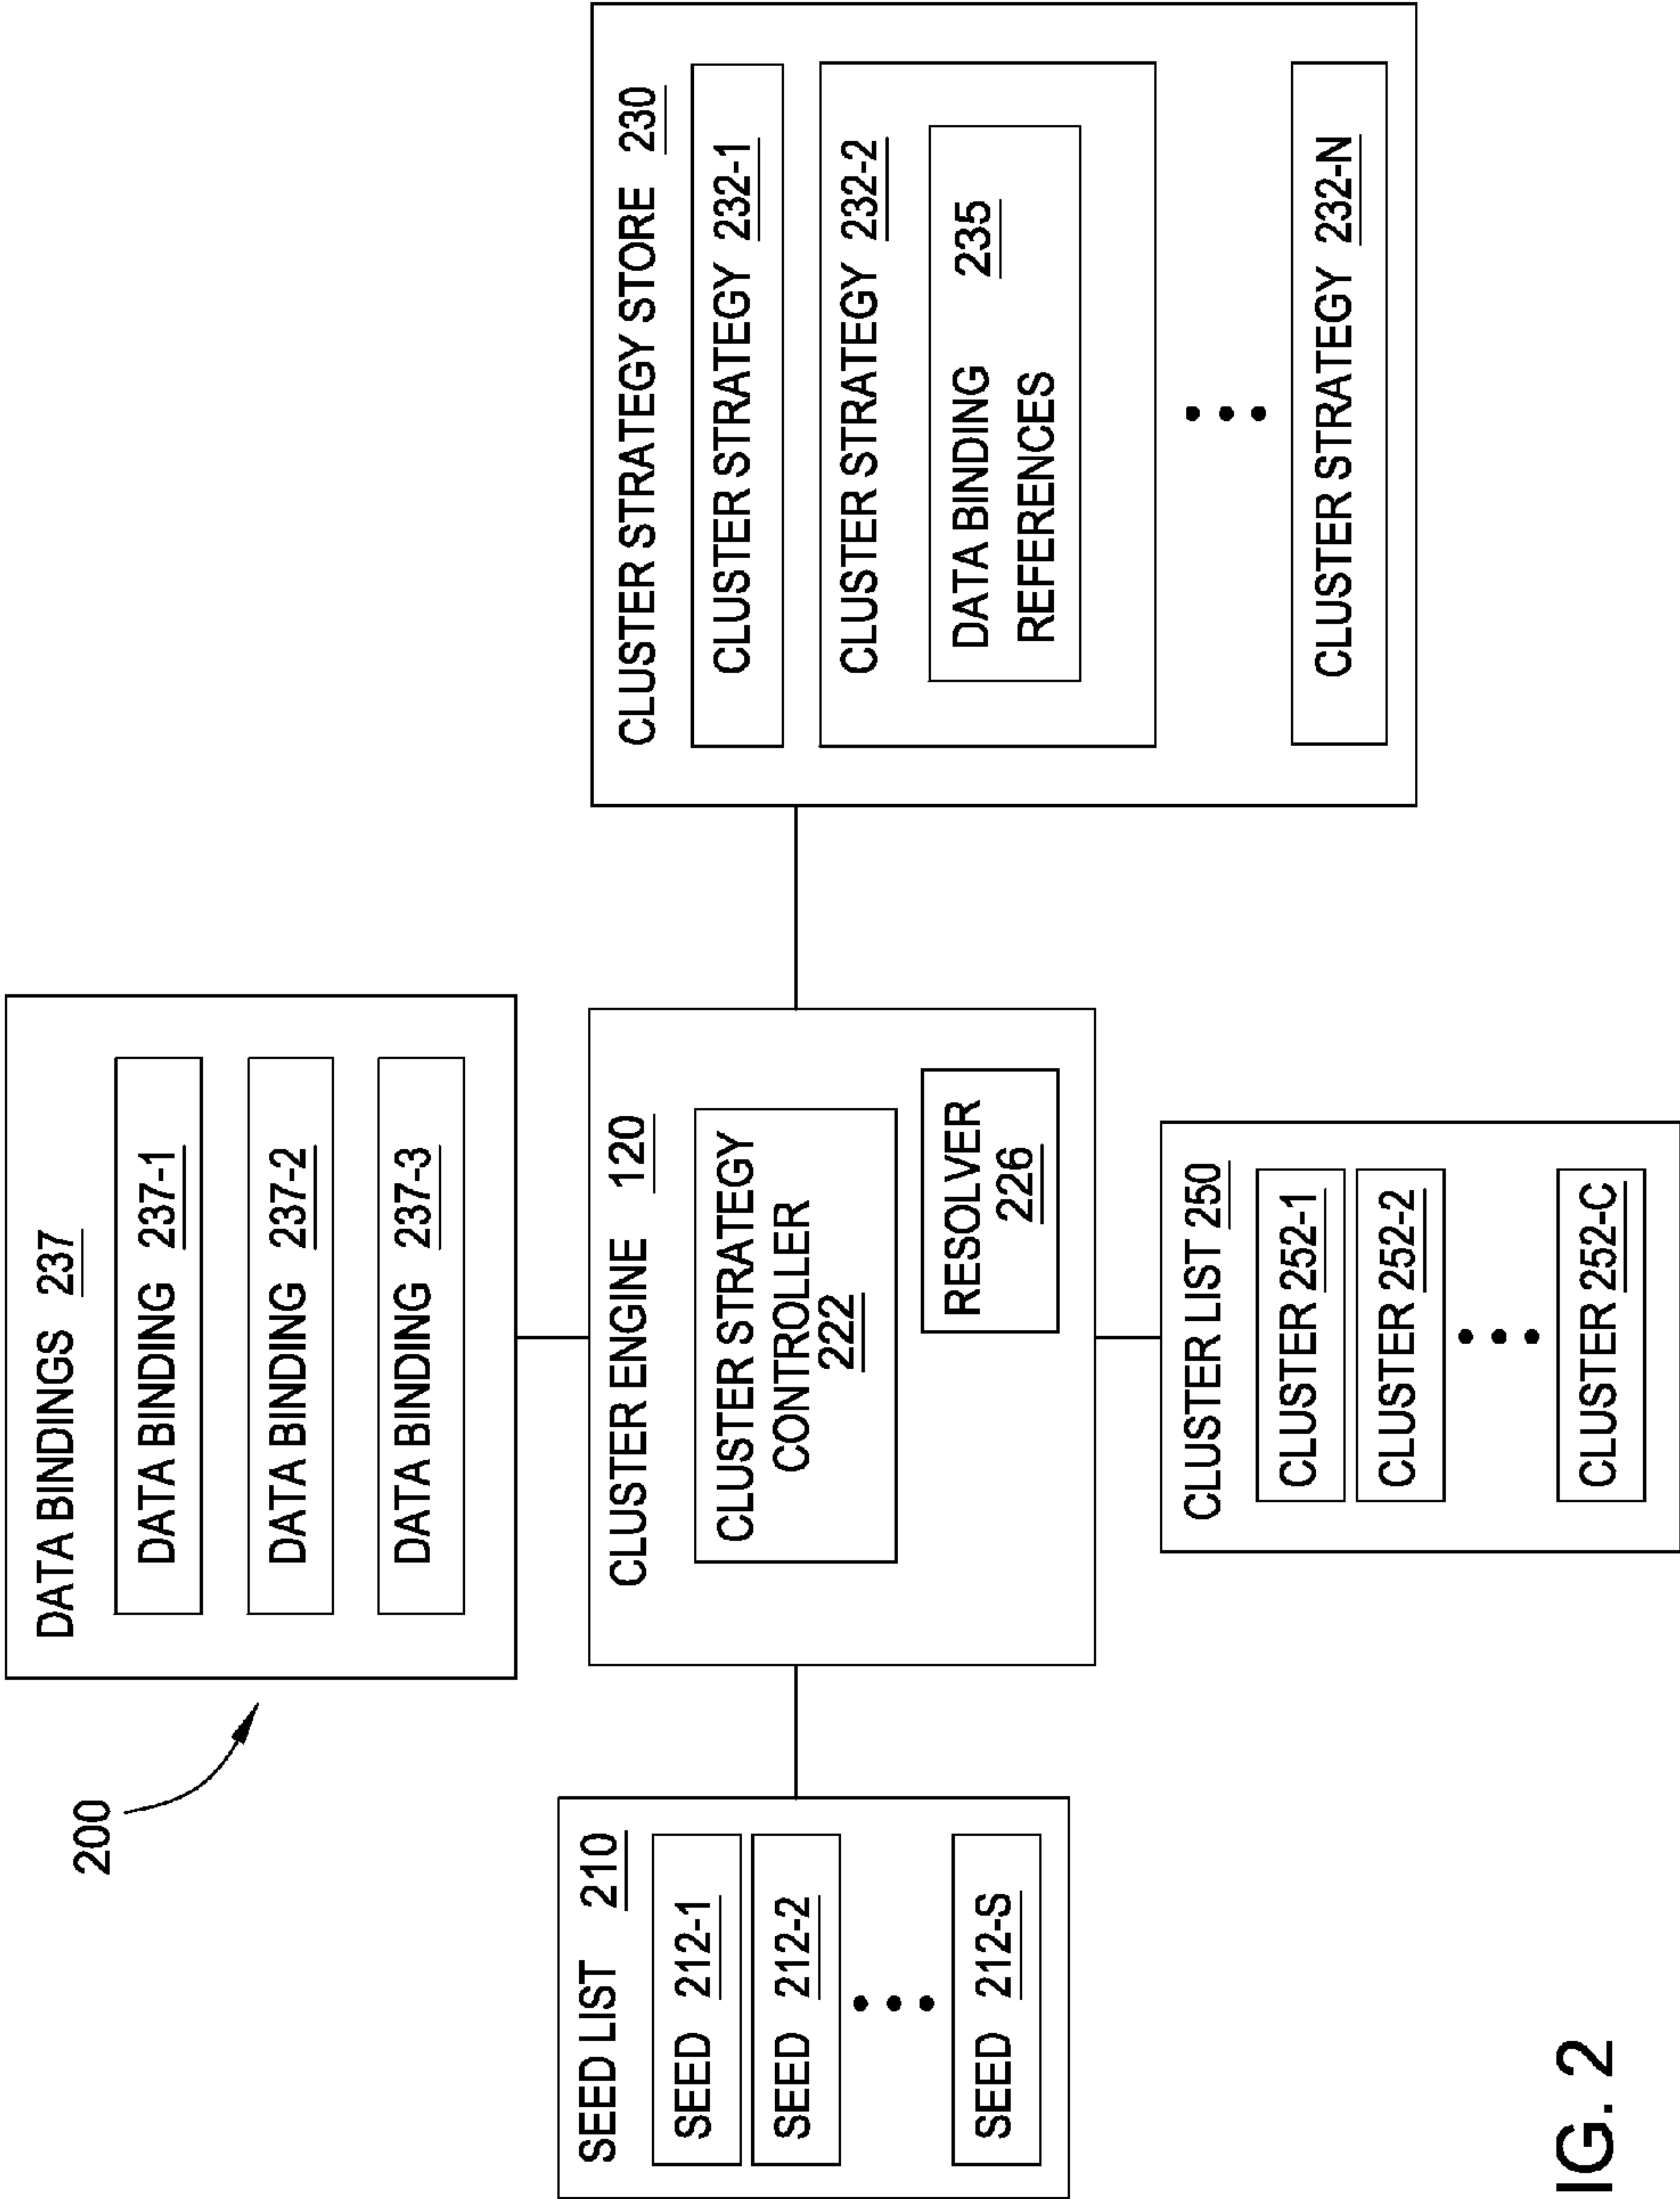 200
DATA BINDINGS 237
DATA BINDING 237-1
DATA BINDING 237-2
DATA BINDING 237-3
SEED LIST 210
SEED 212-1
SEED 212-2
SEED 212-S
CLUSTER ENGINE 120
CLUSTER STRATEGY
CONTROLLER
222
RESOLVER
226
CLUSTER STRATEGY STORE 230
CLUSTER STRATEGY 232-1
CLUSTER STRATEGY 232-2
DATA BINDING 235
REFERENCES
CLUSTER STRATEGY 232-N
CLUSTER LIST 250
CLUSTER 252-1
CLUSTER 252-2
CLUSTER 252-C
IG. 2